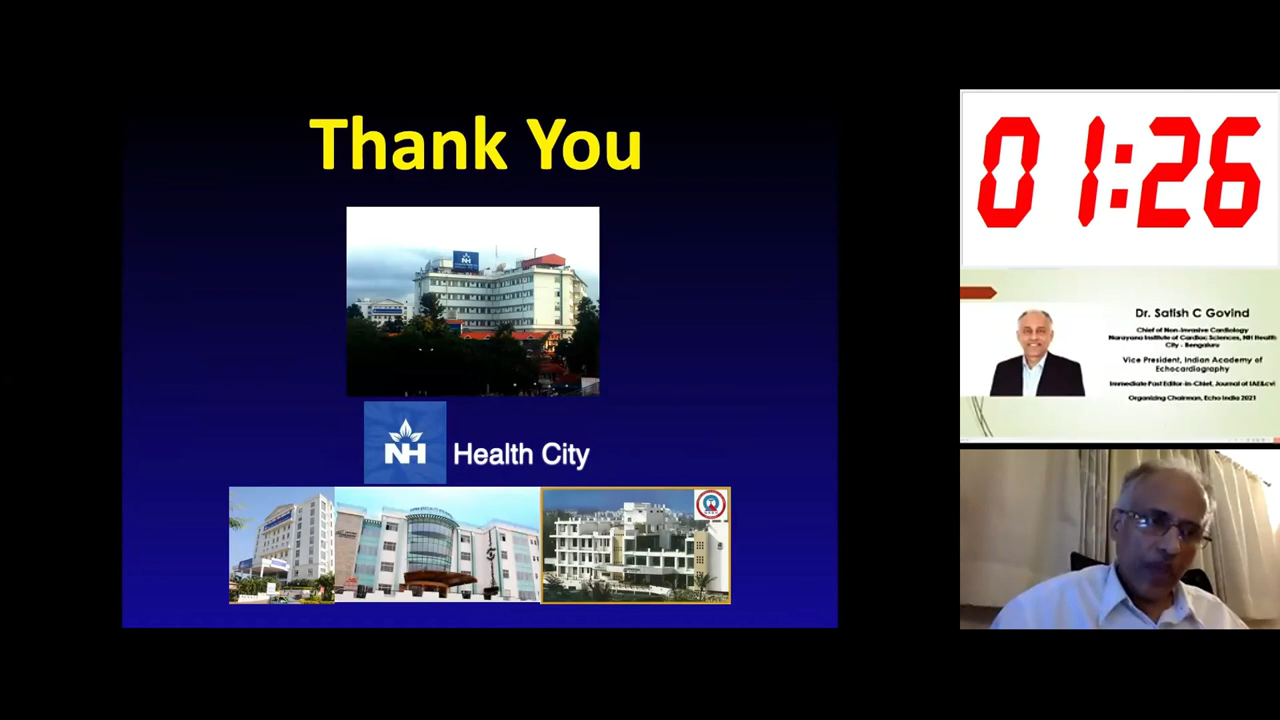 Thank You
NH
NH
Health City
01:26
Dr. Satish C Govind
Chief of Non-Invasive Cardiology
Narayana Institute of Cardiac Sciences, NH Health
City - Bengaluru
Vice President, Indian Academy of
Echocardiography
Immediate Past Editor-in-Chief, Journal of IAE&cvi
Organizing Chairman, Echo India 2021